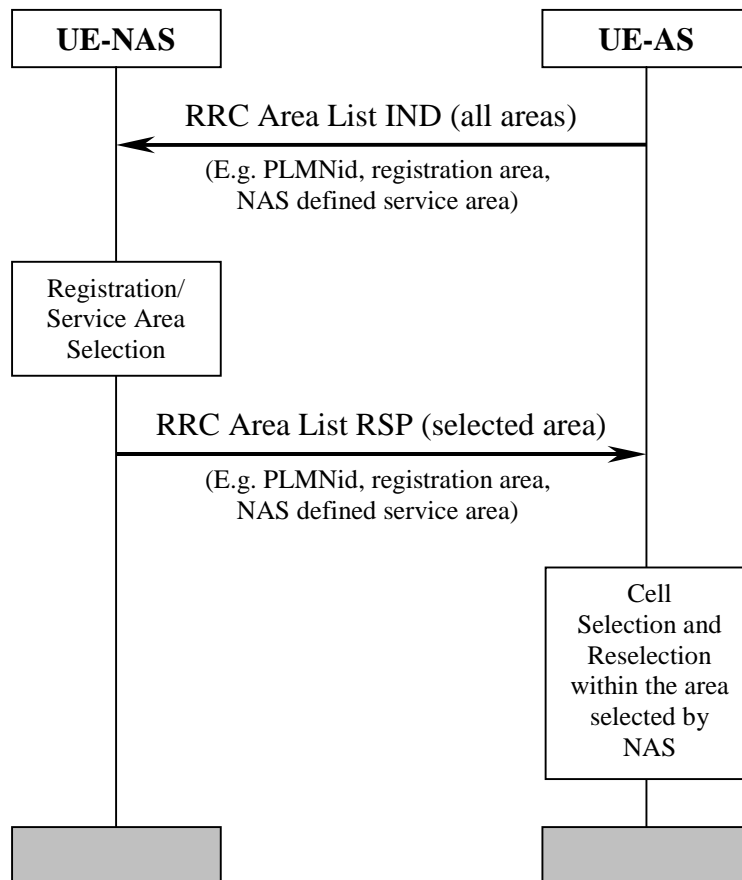 UE-NAS
UE-AS
RRC Area List IND (all areas)
(E.g. PLMNid, registration area,
NAS defined service area)
Registration/
Service Area
Selection
RRC Area List RSP (selected area)
(E.g. PLMNid, registration area,
NAS defined service area)
Cell
Selection and
Reselection
within the area
selected by
NAS